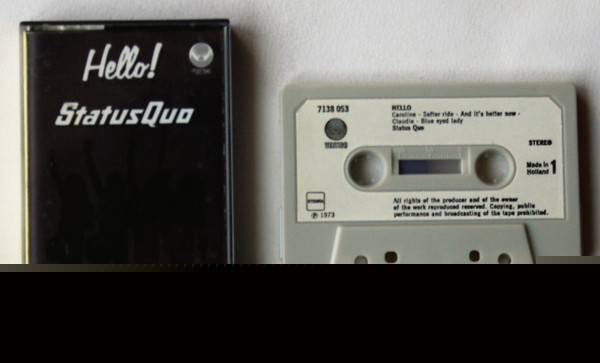 Hello!
StatusQuo
7138 053
HELLO
Caroline - Softer ride - And it's better now -
Claudie - Blue eyed lady
Status Quo
VERTIGO
STEREO
Made in
Holland
1
STEMRA
℗ 1973
All rights of the producer and of the owner
of the work reproduced reserved. Copying, public
performance and broadcasting of the tape prohibited.